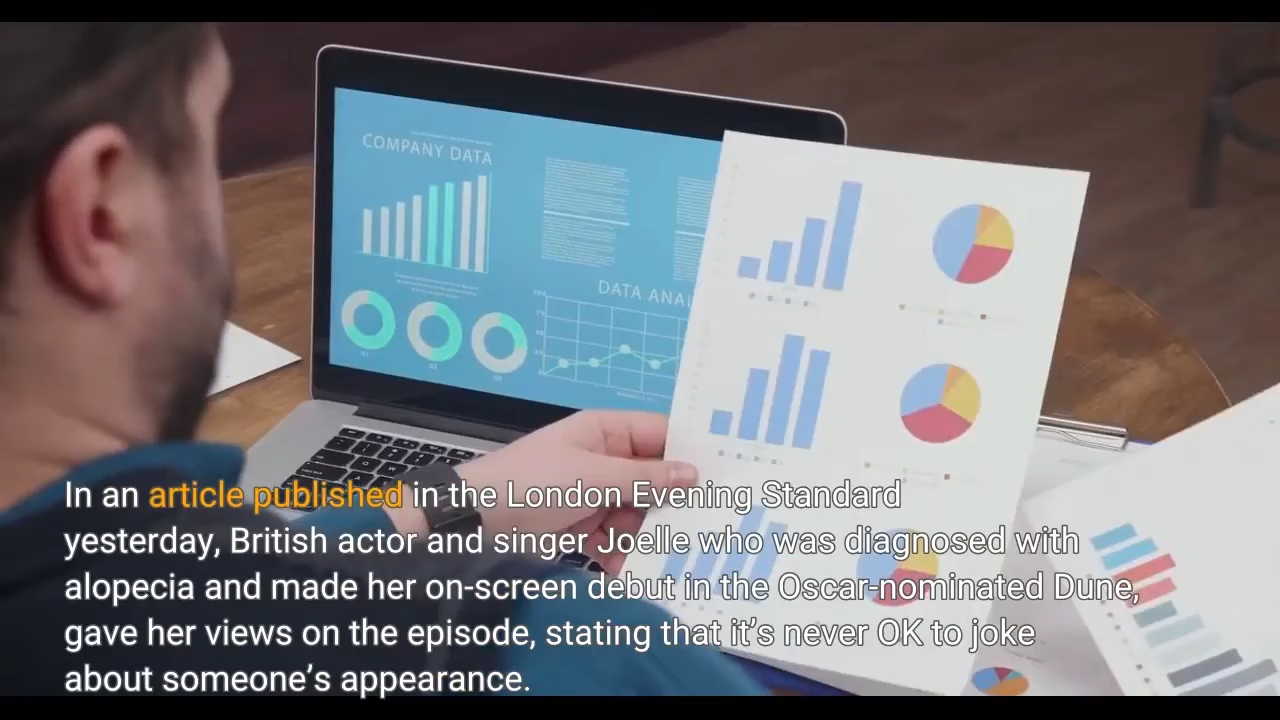 COMPANY DATA
DATA ANAL
In an article published in the London Evening Standard
yesterday, British actor and singer Joelle who was diagnosed with
alopecia and made her on-screen debut in the Oscar-nominated Dune,
gave her views on the episode, stating that it’s never OK to joke
about someone’s appearance.